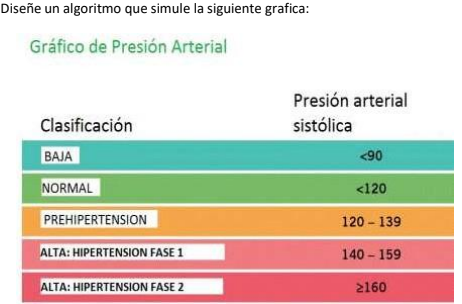 Diseñe un algoritmo que simule la siguiente grafica:
Gráfico de Presión Arterial
Presión arterial
Clasificación sistólica
BAJA <90
NORMAL <120
PREHIPERTENSION 120 – 139
ALTA: HIPERTENSION FASE 1 140 – 159
ALTA: HIPERTENSION FASE 2 ≥160